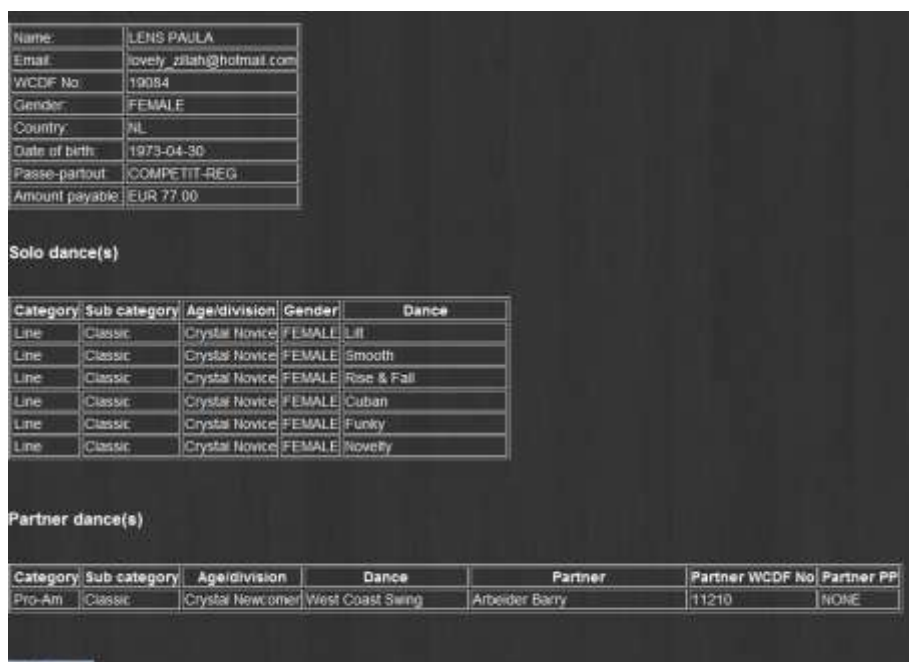 Name: LENS PAULA
Email: lovely_zillah@hotmail.com
WCDF No: 19084
Gender: FEMALE
Country: NL
Date of birth: 1973-04-30
Passe-partout: COMPETIT-REG
Amount payable: EUR 77.00
Solo dance(s)
Category Sub category Age/division Gender Dance
Line Classic Crystal Novice FEMALE Lilt
Line Classic Crystal Novice FEMALE Smooth
Line Classic Crystal Novice FEMALE Rise & Fall
Line Classic Crystal Novice FEMALE Cuban
Line Classic Crystal Novice FEMALE Funky
Line Classic Crystal Novice FEMALE Novelty
Partner dance(s)
Category Sub category Age/division Dance Partner Partner WCDF No Partner PP
Pro-Am Classic Crystal Newcomer West Coast Swing Arbeider Barry 11210 NONE